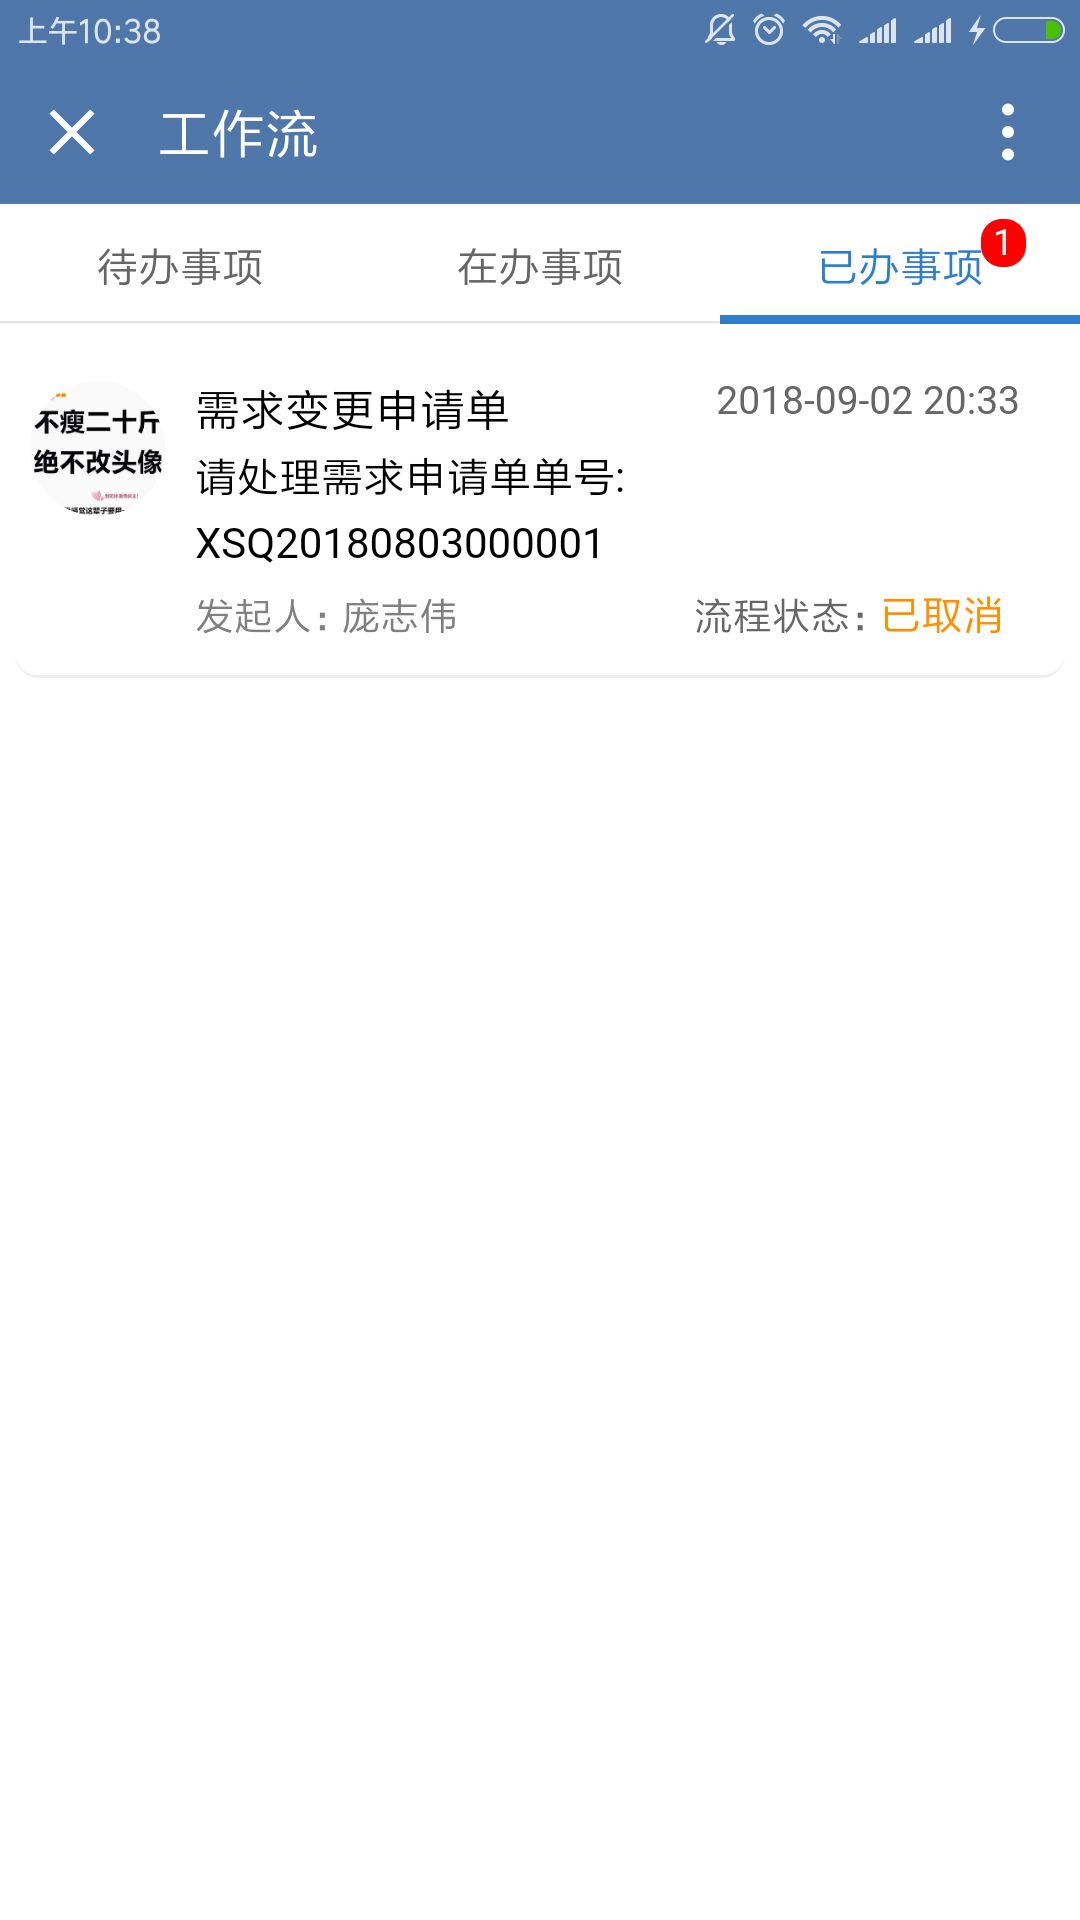 上午10:38
工作流
待办事项 在办事项 已办事项 1
需求变更申请单 2018-09-02 20:33
请处理需求申请单单号:
XSQ20180803000001
发起人：庞志伟 流程状态：已取消
不瘦二十斤
绝不改头像